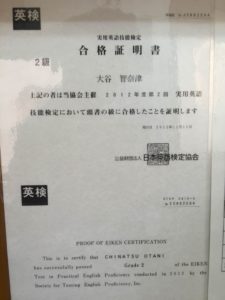 英検
実用英語技能検定
合格証明書
2級
大谷 智奈津
上記の者は当協会主催 2012年度第2回 実用英語
技能検定において頭書の級に合格したことを証明します
公益財団法人 日本英語検定協会
英検
PROOF OF EIKEN CERTIFICATION
This is to certify that CHINATSU OTANI
has successfully passed Grade 2 of the EIKEN
Test in Practical English Proficiency conducted in 2012 by the
Society for Testing English Proficiency, Inc.